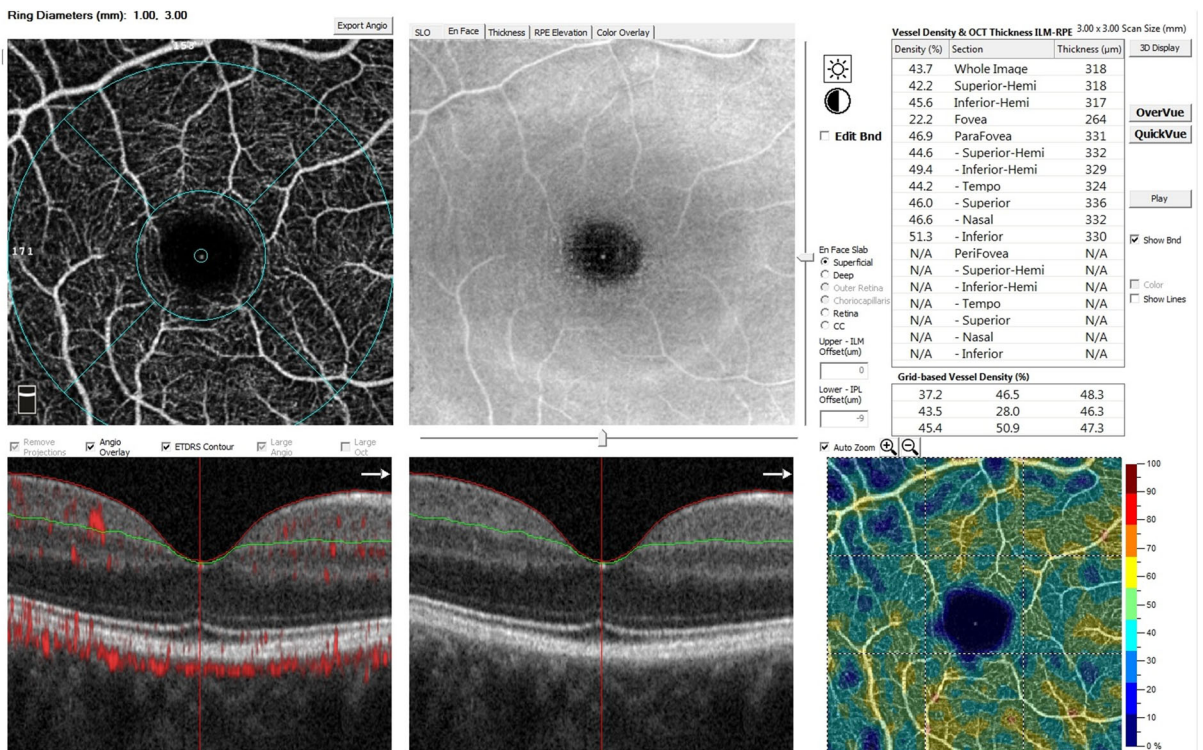 Ring Diameters (mm): 1.00, 3.00
Export Angio
SLO En Face Thickness RPE Elevation Color Overlay
Vessel Density & OCT Thickness ILM-RPE 3.00 x 3.00 Scan Size (mm)
3D Display
Density (%) Section Thickness (µm)
43.7 Whole Image 318
42.2 Superior-Hemi 318
45.6 Inferior-Hemi 317
22.2 Fovea 264
46.9 ParaFovea 331
44.6 - Superior-Hemi 332
49.4 - Inferior-Hemi 329
44.2 - Tempo 324
46.0 - Superior 336
46.6 - Nasal 332
51.3 - Inferior 330
N/A PeriFovea N/A
N/A - Superior-Hemi N/A
N/A - Inferior-Hemi N/A
N/A - Tempo N/A
N/A - Superior N/A
N/A - Nasal N/A
N/A - Inferior N/A
OverVue
QuickVue
Play
Show Bnd
Color
Show Lines
171
Edit Bnd
En Face Slab
Superficial
Deep
Outer Retina
Choriocapillaris
Retina
CC
Upper - ILM
Offset(um)
0
Lower - IPL
Offset(um)
-9
Grid-based Vessel Density (%)
37.2 46.5 48.3
43.5 28.0 46.3
45.4 50.9 47.3
Remove
Projections
Angio
Overlay
ETDRS Contour
Large
Angio
Large
Oct
Auto Zoom
100
90
80
70
60
50
40
30
20
10
0 %